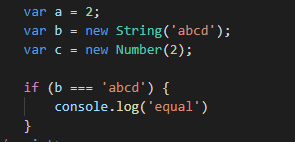 var a = 2;
var b = new String('abcd');
var c = new Number(2);
if (b === 'abcd') {
console.log('equal')
}